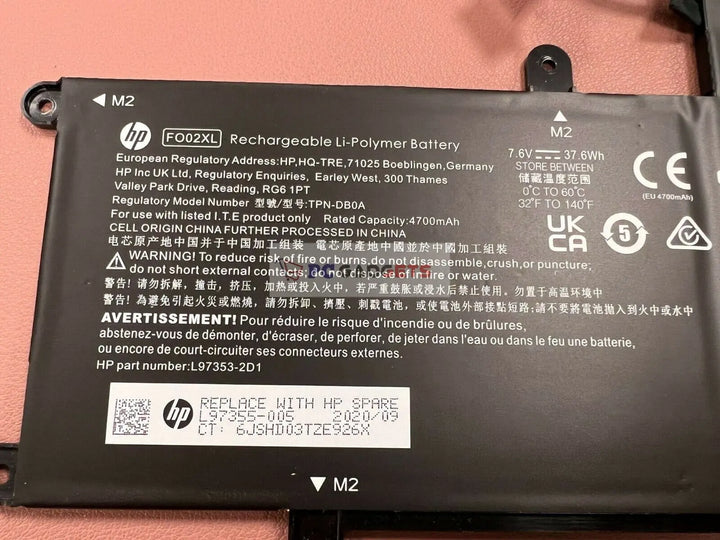 M2
M2
hp FO02XL Rechargeable Li-Polymer Battery
European Regulatory Address:HP,HQ-TRE,71025 Boeblingen,Germany
HP Inc UK Ltd, Regulatory Enquiries, Earley West, 300 Thames
Valley Park Drive, Reading, RG6 1PT
Regulatory Model Number 型號/型号:TPN-DB0A
For use with listed I.T.E product only Rated Capacity:4700mAh
CELL ORIGIN CHINA FURTHER PROCESSED IN CHINA
电芯原产地中国并于中国加工组装 電芯原產地中國並於中國加工組裝
7.6V 37.6Wh
STORE BETWEEN
储藏温度范围
0°C TO 60°C
32°F TO 140°F
CE
(EU 4700mAh)
UK
CA
5
WARNING! To reduce risk of fire or burns,do not disassemble,crush,or puncture;
do not short external contacts; do not dispose of in fire or water.
警告! 请勿拆解，撞击，挤压，加热或投入火中，若严重鼓胀或浸水后禁止使用，勿置于高温环境中
警告! 為避免引起火災或燃燒，請勿拆卸、擠壓、刺戳電池，或使電池外部接點短路;請不要將電池拋入到火中或水中
AVERTISSEMENT! Pour réduire le risque d'incendie ou de brûlures,
abstenez-vous de démonter, d'écraser, de perforer, de jeter dans l'eau ou dans le feu une batterie,
ou encore de court-circuiter ses connecteurs externes.
HP part number:L97353-2D1
hp REPLACE WITH HP SPARE
L97355-005 2020/09
CT: 6JSHD03TZE926X
M2